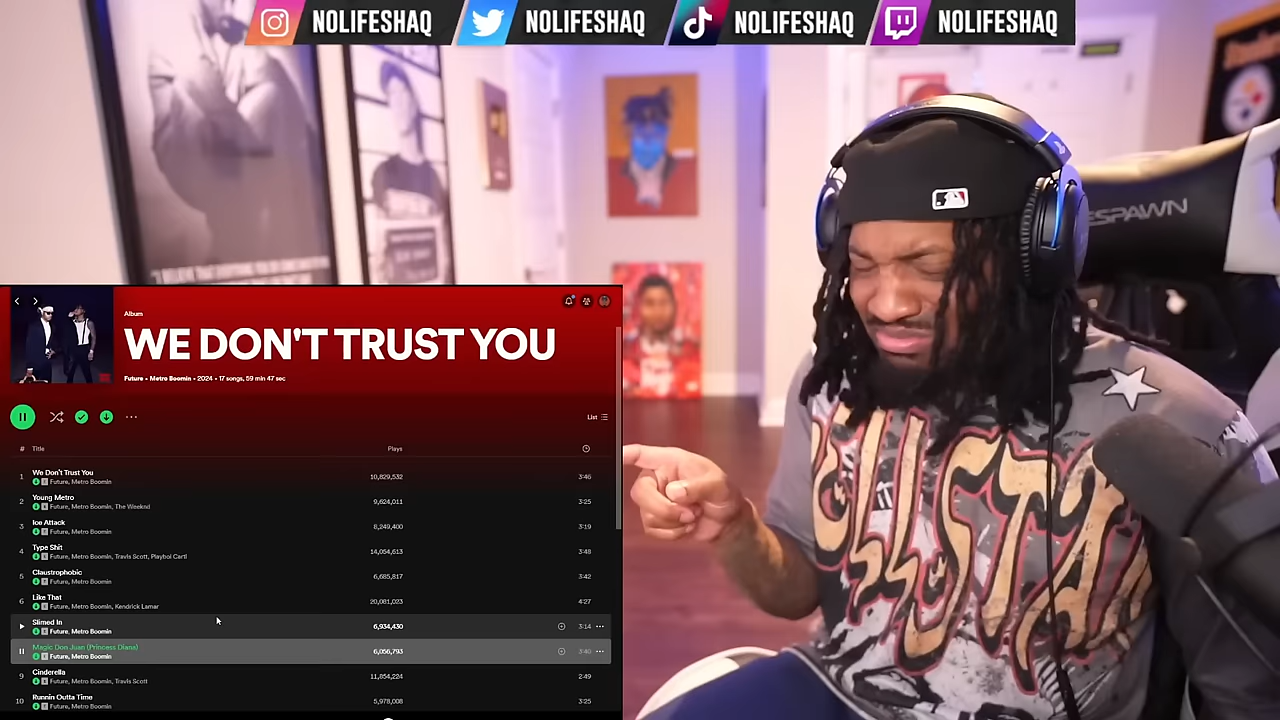 NOLIFESHAQ NOLIFESHAQ NOLIFESHAQ NOLIFESHAQ
ESPAWN
Album
WE DON'T TRUST YOU
Future • Metro Boomin • 2024 • 17 songs, 59 min 47 sec
List
# Title Plays
1 We Don't Trust You 10,829,532 3:46
E Future, Metro Boomin
2 Young Metro 9,624,011 3:25
E Future, Metro Boomin, The Weeknd
3 Ice Attack 8,249,400 3:19
E Future, Metro Boomin
4 Type Shit 14,054,613 3:48
E Future, Metro Boomin, Travis Scott, Playboi Carti
5 Claustrophobic 6,685,817 3:42
E Future, Metro Boomin
6 Like That 20,081,023 4:27
E Future, Metro Boomin, Kendrick Lamar
Slimed In 6,934,430 3:14
E Future, Metro Boomin
Magic Don Juan (Princess Diana) 6,056,793 3:40
E Future, Metro Boomin
9 Cinderella 11,854,224 2:49
E Future, Metro Boomin, Travis Scott
10 Runnin Outta Time 5,978,008 3:25
E Future, Metro Boomin